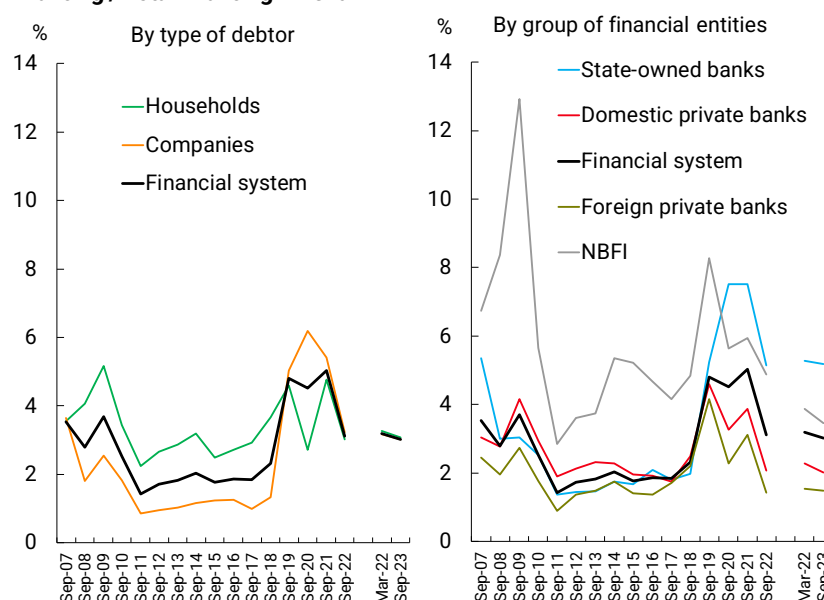 %
By type of debtor
14
12
10
8
6
4
2
0
Households
Companies
Financial system
Sep-07
Sep-08
Sep-09
Sep-10
Sep-11
Sep-12
Sep-13
Sep-14
Sep-15
Sep-16
Sep-17
Sep-18
Sep-19
Sep-20
Sep-21
Sep-22
Mar-22
Sep-23
%
By group of financial entities
14
12
10
8
6
4
2
0
State-owned banks
Domestic private banks
Financial system
Foreign private banks
NBFI
Sep-07
Sep-08
Sep-09
Sep-10
Sep-11
Sep-12
Sep-13
Sep-14
Sep-15
Sep-16
Sep-17
Sep-18
Sep-19
Sep-20
Sep-21
Sep-22
Mar-22
Sep-23